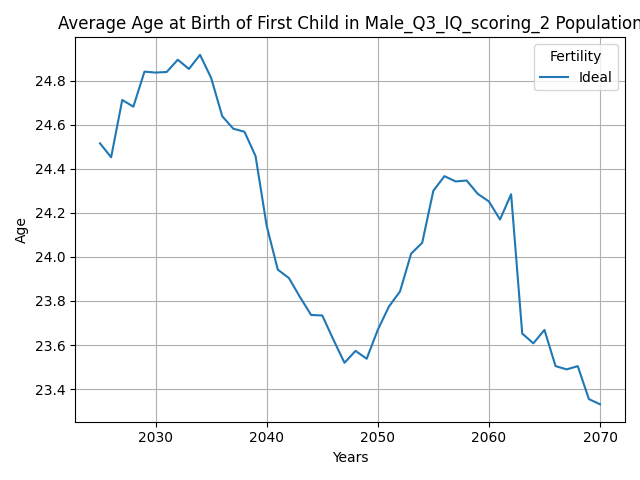 Average Age at Birth of First Child in Male_Q3_IQ_scoring_2 Population
Fertility
Ideal
Age
24.8
24.6
24.4
24.2
24.0
23.8
23.6
23.4
2030 2040 2050 2060 2070
Years